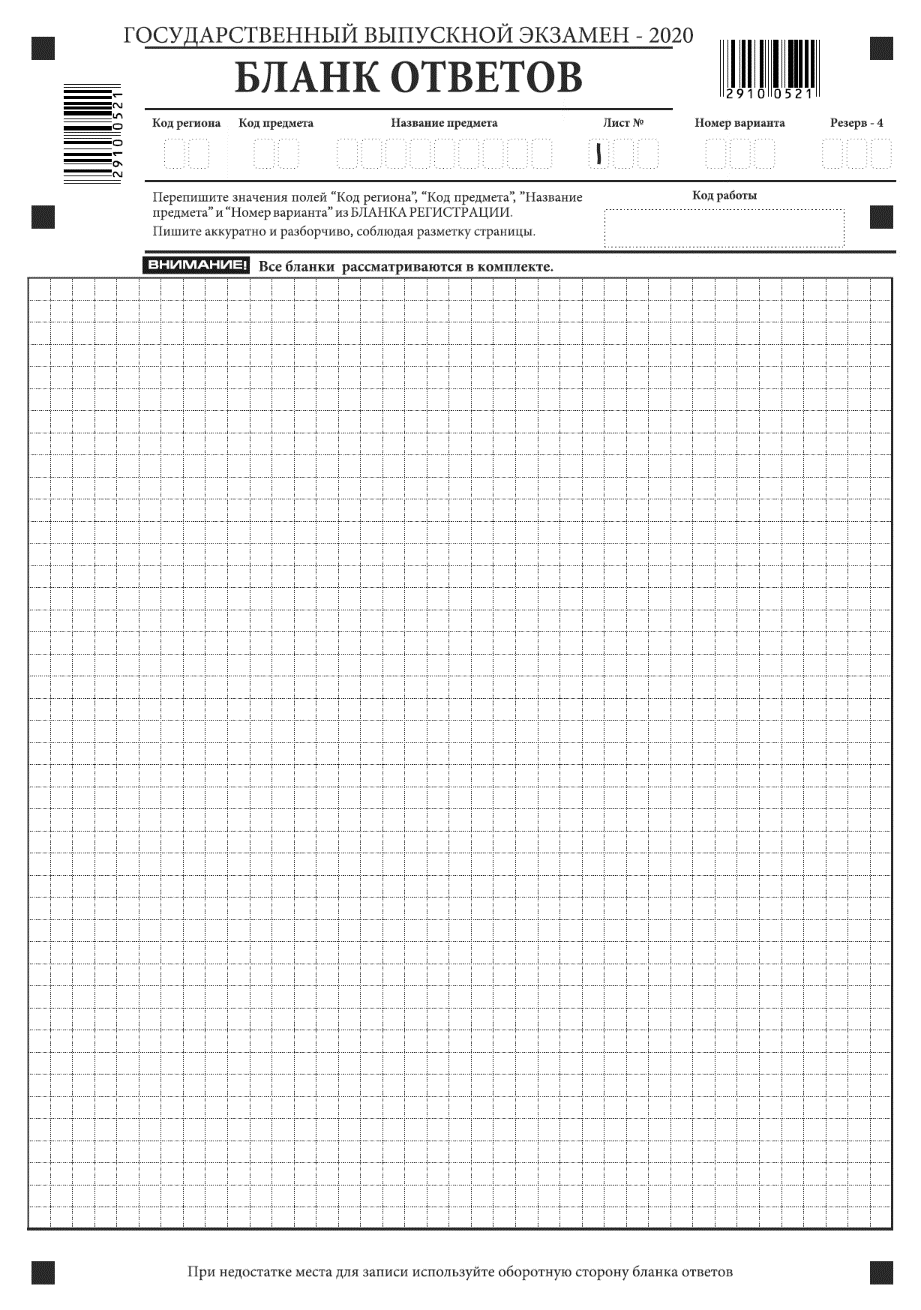 ГОСУДАРСТВЕННЫЙ ВЫПУСКНОЙ ЭКЗАМЕН - 2020
БЛАНК ОТВЕТОВ
2910 0521
2910 0521
Код региона Код предмета Название предмета Лист № Номер варианта Резерв - 4
1
Перепишите значения полей “Код региона”, “Код предмета”, ”Название
предмета” и “Номер варианта” из БЛАНКА РЕГИСТРАЦИИ.
Пишите аккуратно и разборчиво, соблюдая разметку страницы.
Код работы
ВНИМАНИЕ! Все бланки рассматриваются в комплекте.
При недостатке места для записи используйте оборотную сторону бланка ответов